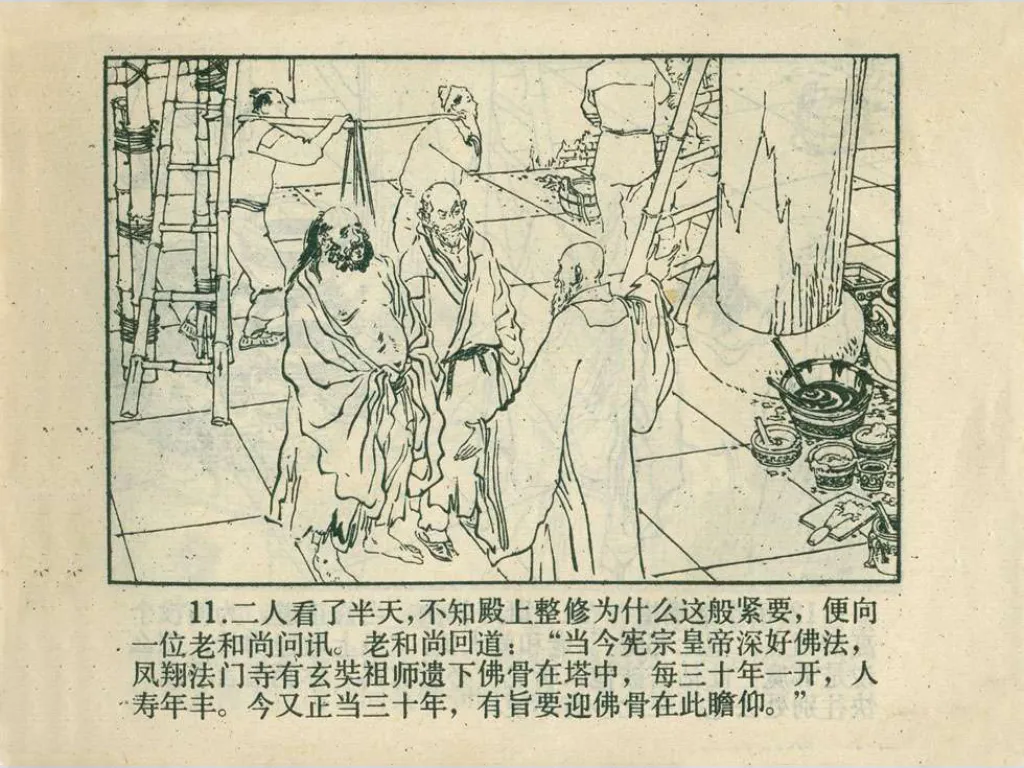 11.二人看了半天,不知殿上整修为什么这般紧要，便向
一位老和尚问讯。老和尚回道：“当今宪宗皇帝深好佛法，
凤翔法门寺有玄奘祖师遗下佛骨在塔中，每三十年一开，人
寿年丰。今又正当三十年，有旨要迎佛骨在此瞻仰。”